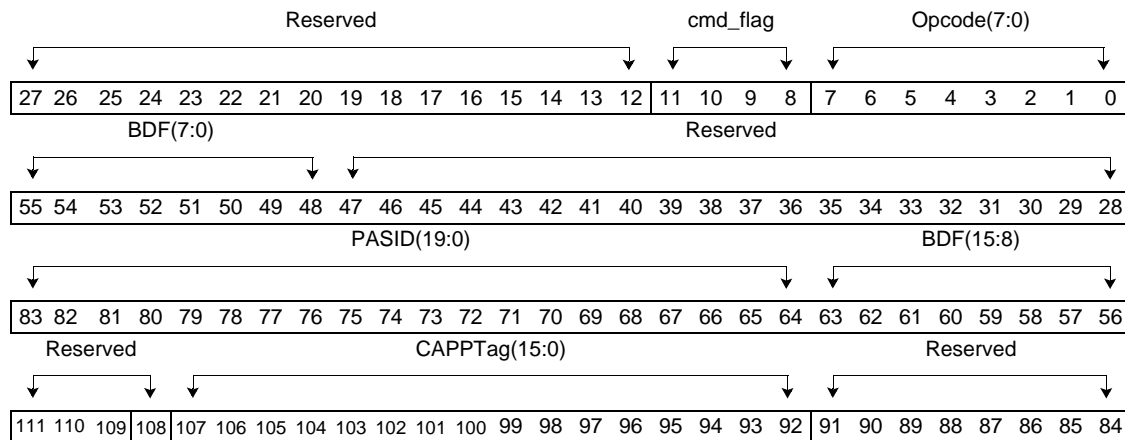 Reserved cmd_flag Opcode(7:0)
27 26 25 24 23 22 21 20 19 18 17 16 15 14 13 12 11 10 9 8 7 6 5 4 3 2 1 0
BDF(7:0) Reserved
55 54 53 52 51 50 49 48 47 46 45 44 43 42 41 40 39 38 37 36 35 34 33 32 31 30 29 28
PASID(19:0) BDF(15:8)
83 82 81 80 79 78 77 76 75 74 73 72 71 70 69 68 67 66 65 64 63 62 61 60 59 58 57 56
Reserved CAPPTag(15:0) Reserved
111 110 109 108 107 106 105 104 103 102 101 100 99 98 97 96 95 94 93 92 91 90 89 88 87 86 85 84